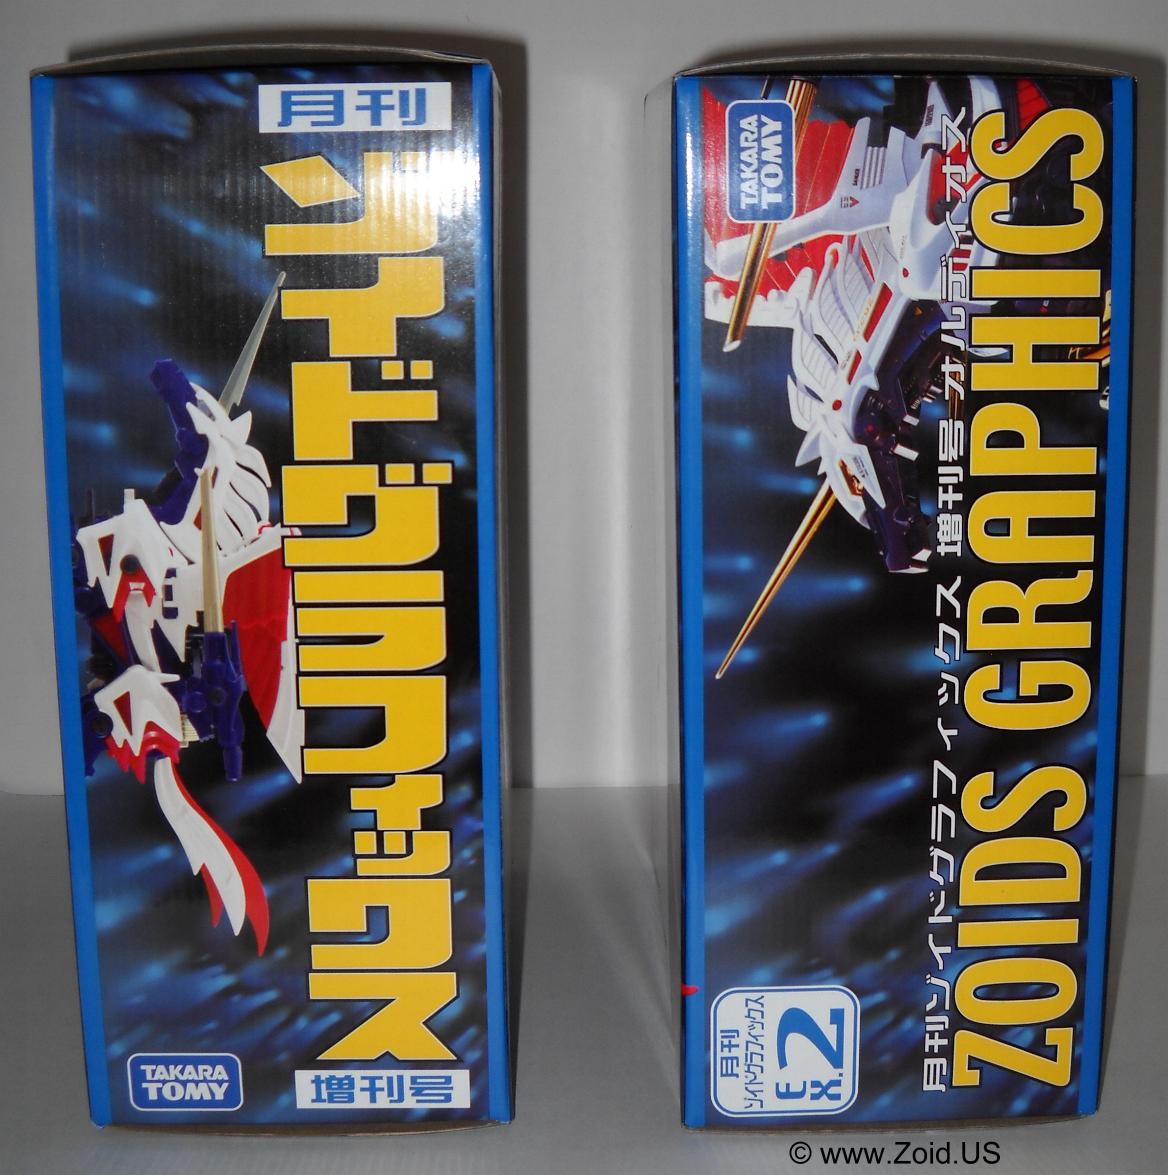 月刊
ゾイドグラフィックス
TAKARA TOMY
増刊号
TAKARA
TOMY
月刊ゾイドグラフィックス 増刊号 オルディオス
ZOIDS GRAPHICS
月刊
ゾイドグラフィックス
EX.2
© www.Zoid.US